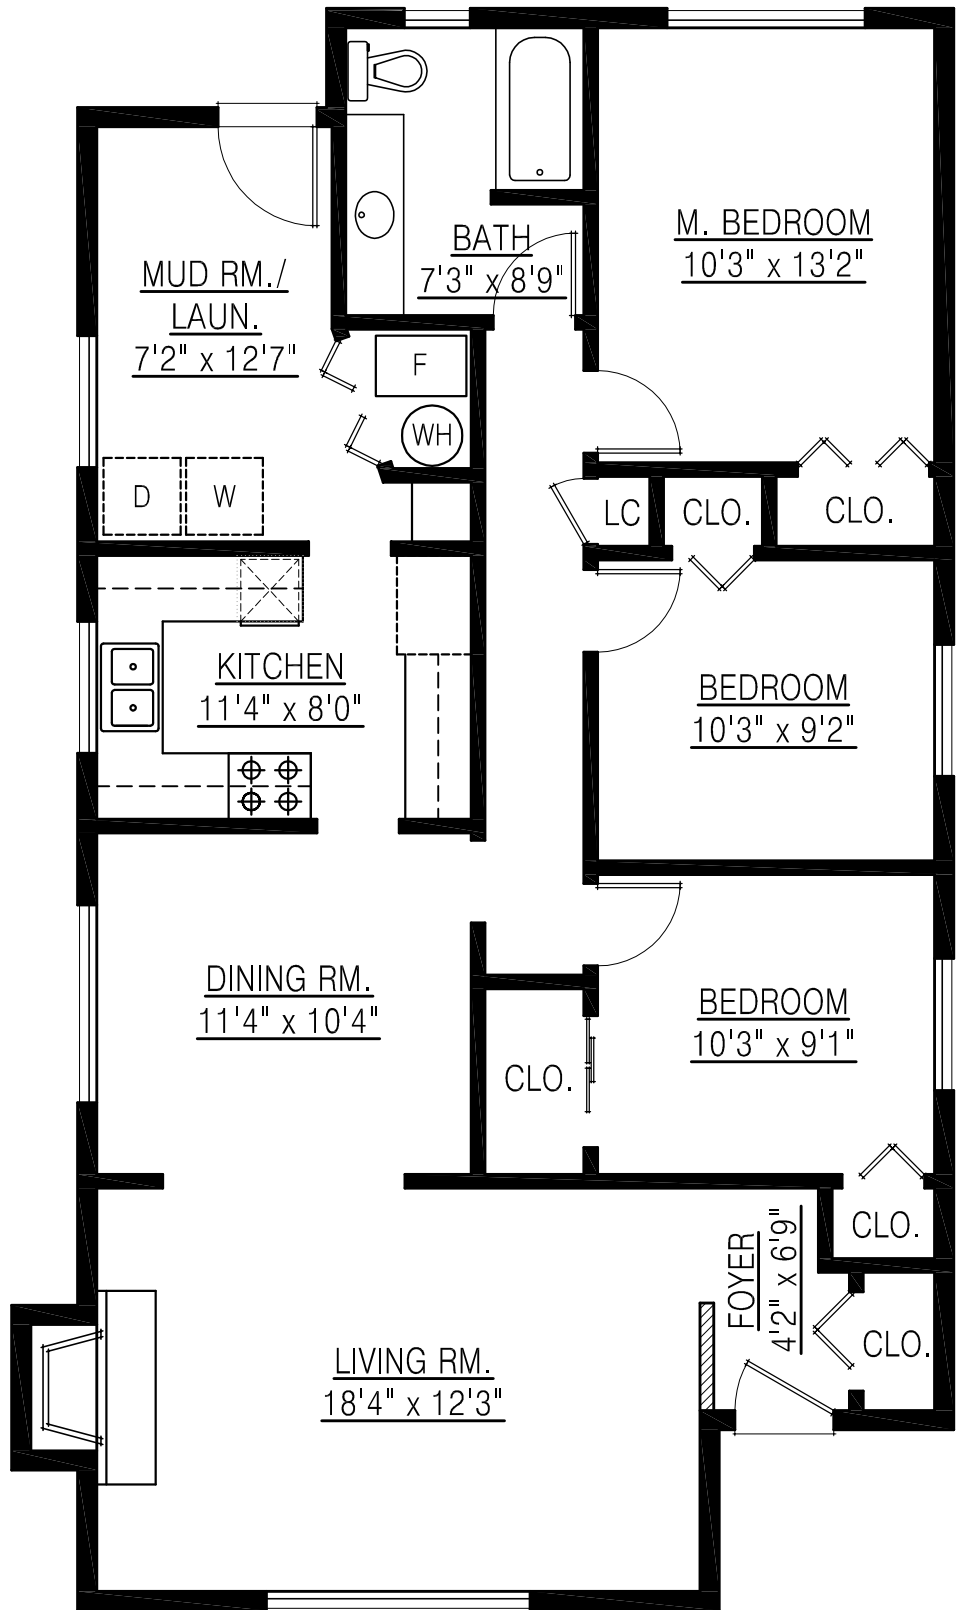 BATH
7'3" x 8'9"
M. BEDROOM
10'3" x 13'2"
MUD RM./
LAUN.
7'2" x 12'7"
F
WH
D
W
LC
CLO.
CLO.
KITCHEN
11'4" x 8'0"
BEDROOM
10'3" x 9'2"
DINING RM.
11'4" x 10'4"
BEDROOM
10'3" x 9'1"
CLO.
CLO.
FOYER
4'2" x 6'9"
CLO.
LIVING RM.
18'4" x 12'3"